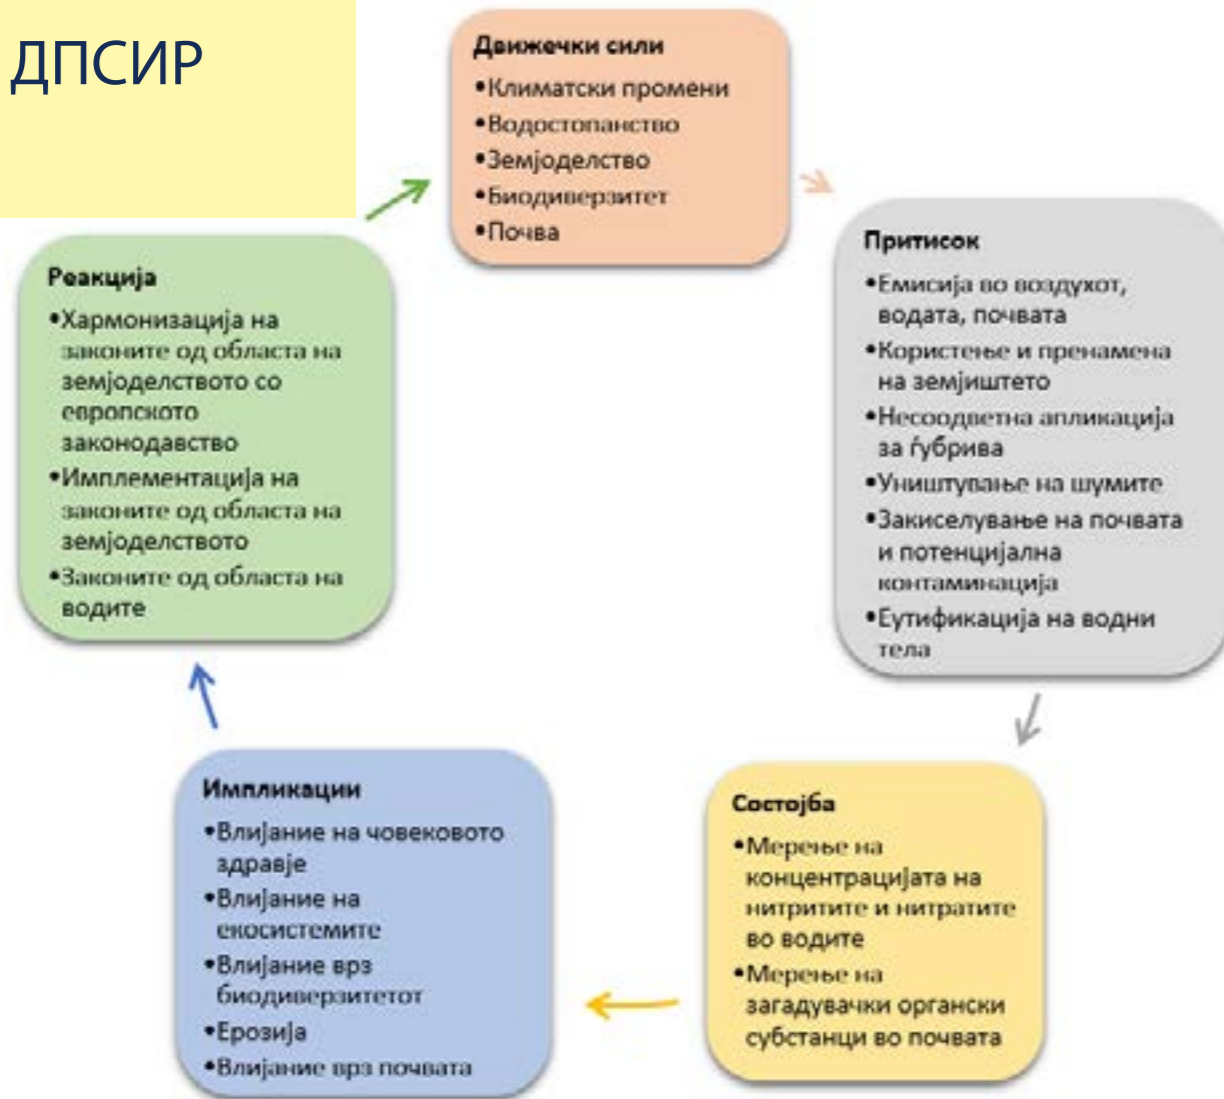 ДПСИР
Движечки сили
•Климатски промени
•Водостопанство
•Земјоделство
•Биодиверзитет
•Почва
Притисок
•Емисија во воздухот,
водата, почвата
•Користење и пренамена
на земјиштето
•Несоодветна апликација
за ѓубрива
•Уништување на шумите
•Закиселување на почвата
и потенцијална
контаминација
•Еутификација на водни
тела
Состојба
•Мерење на
концентрацијата на
нитритите и нитратите
во водите
•Мерење на
загадувачки органски
субстанци во почвата
Импликации
•Влијание на човековото
здравје
•Влијание на
екосистемите
•Влијание врз
биодиверзитетот
•Ерозија
•Влијание врз почвата
Реакција
•Хармонизација на
законите од областа на
земјоделството со
европското
законодавство
•Имплементација на
законите од областа на
земјоделството
•Законите од областа на
водите